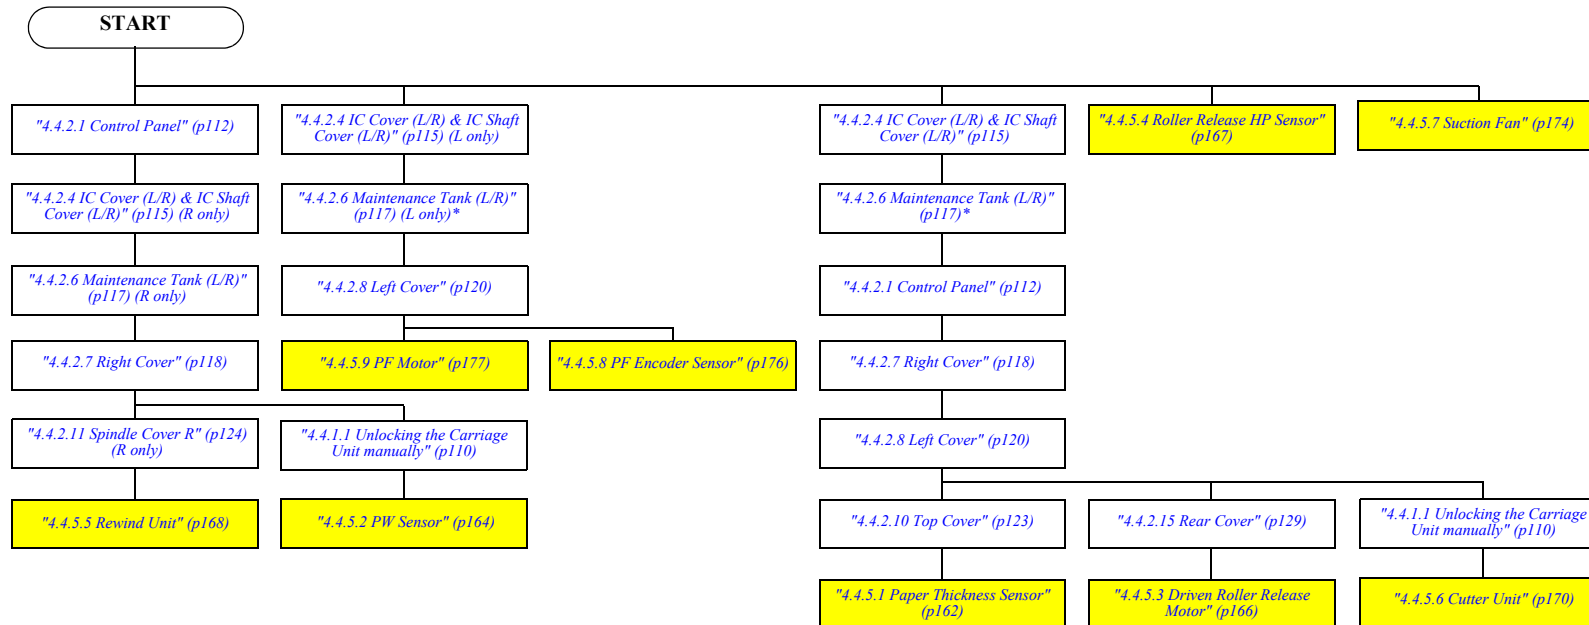 START
"4.4.2.1 Control Panel" (p112)
"4.4.2.4 IC Cover (L/R) & IC Shaft
Cover (L/R)" (p115) (L only)
"4.4.2.4 IC Cover (L/R) & IC Shaft
Cover (L/R)" (p115)
"4.4.5.4 Roller Release HP Sensor"
(p167)
"4.4.5.7 Suction Fan" (p174)
"4.4.2.4 IC Cover (L/R) & IC Shaft
Cover (L/R)" (p115) (R only)
"4.4.2.6 Maintenance Tank (L/R)"
(p117) (L only)*
"4.4.2.6 Maintenance Tank (L/R)"
(p117)*
"4.4.2.6 Maintenance Tank (L/R)"
(p117) (R only)
"4.4.2.8 Left Cover" (p120)
"4.4.2.1 Control Panel" (p112)
"4.4.2.7 Right Cover" (p118)
"4.4.5.9 PF Motor" (p177)
"4.4.5.8 PF Encoder Sensor" (p176)
"4.4.2.7 Right Cover" (p118)
"4.4.2.11 Spindle Cover R" (p124)
(R only)
"4.4.1.1 Unlocking the Carriage
Unit manually" (p110)
"4.4.2.8 Left Cover" (p120)
"4.4.5.5 Rewind Unit" (p168)
"4.4.5.2 PW Sensor" (p164)
"4.4.2.10 Top Cover" (p123)
"4.4.2.15 Rear Cover" (p129)
"4.4.1.1 Unlocking the Carriage
Unit manually" (p110)
"4.4.5.1 Paper Thickness Sensor"
(p162)
"4.4.5.3 Driven Roller Release
Motor" (p166)
"4.4.5.6 Cutter Unit" (p170)